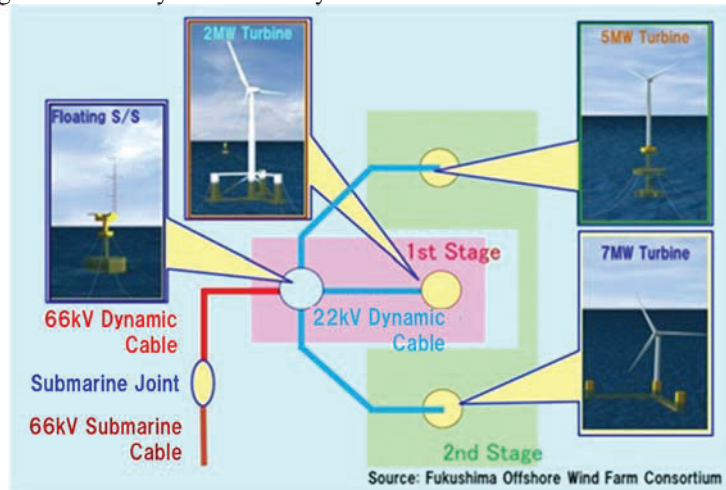 2MW Turbine
5MW Turbine
Floating S/S
1st Stage
7MW Turbine
66kV Dynamic
Cable
22kV Dynamic
Cable
Submarine Joint
66kV Submarine
Cable
2nd Stage
Source: Fukushima Offshore Wind Farm Consortium